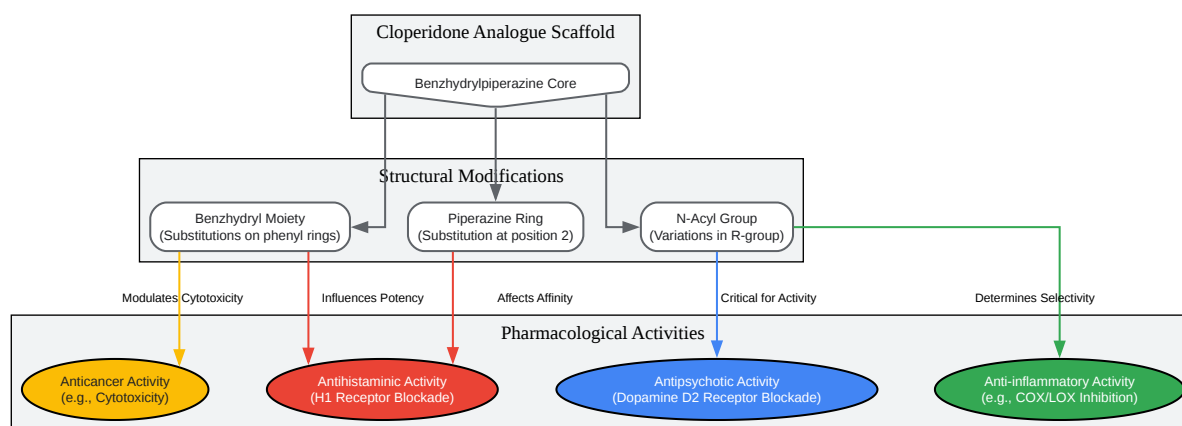 Cloperidone Analogue Scaffold
Benzhydrylpiperazine Core
Structural Modifications
Benzhydryl Moiety
(Substitutions on phenyl rings)
Piperazine Ring
(Substitution at position 2)
N-Acyl Group
(Variations in R-group)
Modulates Cytotoxicity
Influences Potency
Affects Affinity
Critical for Activity
Determines Selectivity
Pharmacological Activities
Anticancer Activity
(e.g., Cytotoxicity)
Antihistaminic Activity
(H1 Receptor Blockade)
Antipsychotic Activity
(Dopamine D2 Receptor Blockade)
Anti-inflammatory Activity
(e.g., COX/LOX Inhibition)